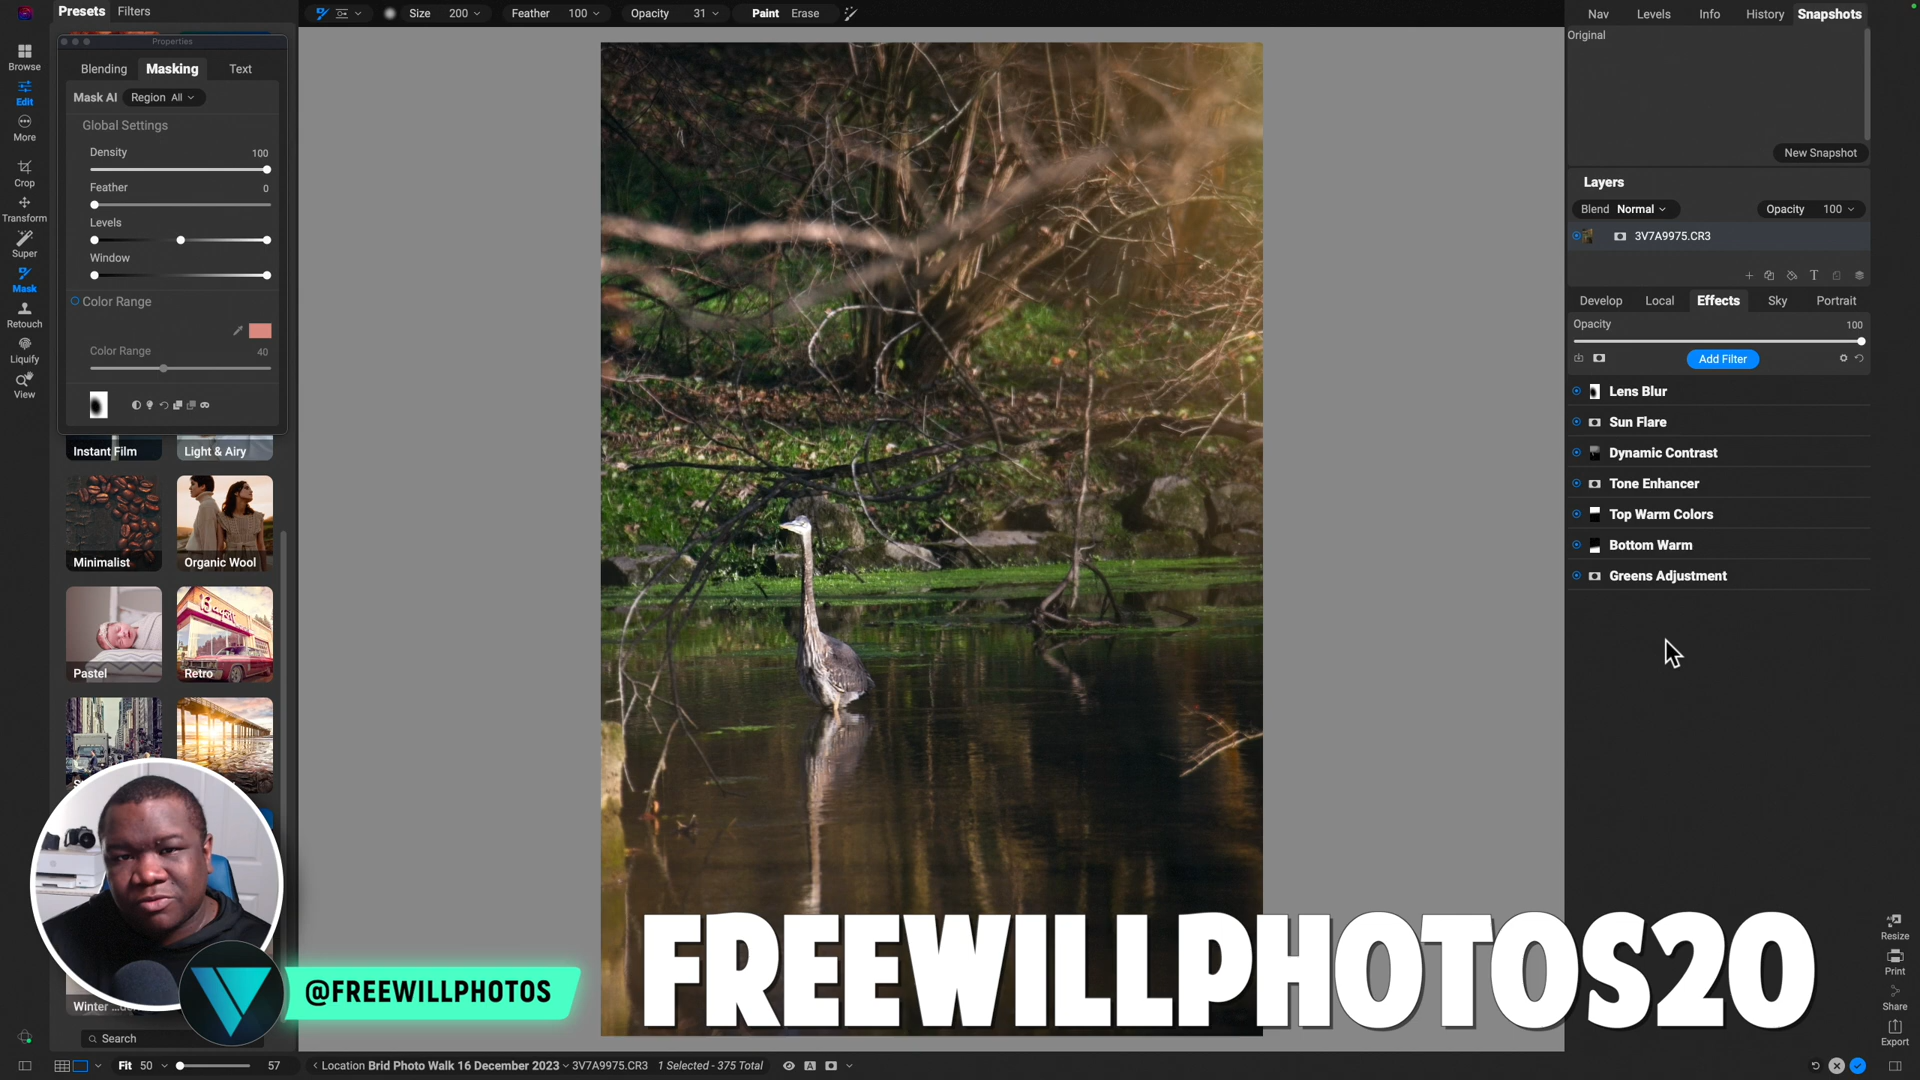 Presets Filters
Size 200 Feather 100 Opacity 31 Paint Erase
Nav Levels Info History Snapshots
Original
New Snapshot
Properties
Blending Masking Text
Mask AI Region All
Global Settings
Density 100
Feather 0
Levels
Window
Color Range
Color Range 40
Browse
Edit
More
Crop
Transform
Super
Mask
Retouch
Liquify
View
Instant Film Light & Airy
Minimalist Organic Wool
Pastel Retro
Winter
Search
Layers
Blend Normal Opacity 100
3V7A9975.CR3
Develop Local Effects Sky Portrait
Opacity 100
Add Filter
Lens Blur
Sun Flare
Dynamic Contrast
Tone Enhancer
Top Warm Colors
Bottom Warm
Greens Adjustment
@FREEWILLPHOTOS
FREEWILLPHOTOS20
Resize
Print
Share
Export
Fit 50 57
Location Brid Photo Walk 16 December 2023 3V7A9975.CR3 1 Selected - 375 Total